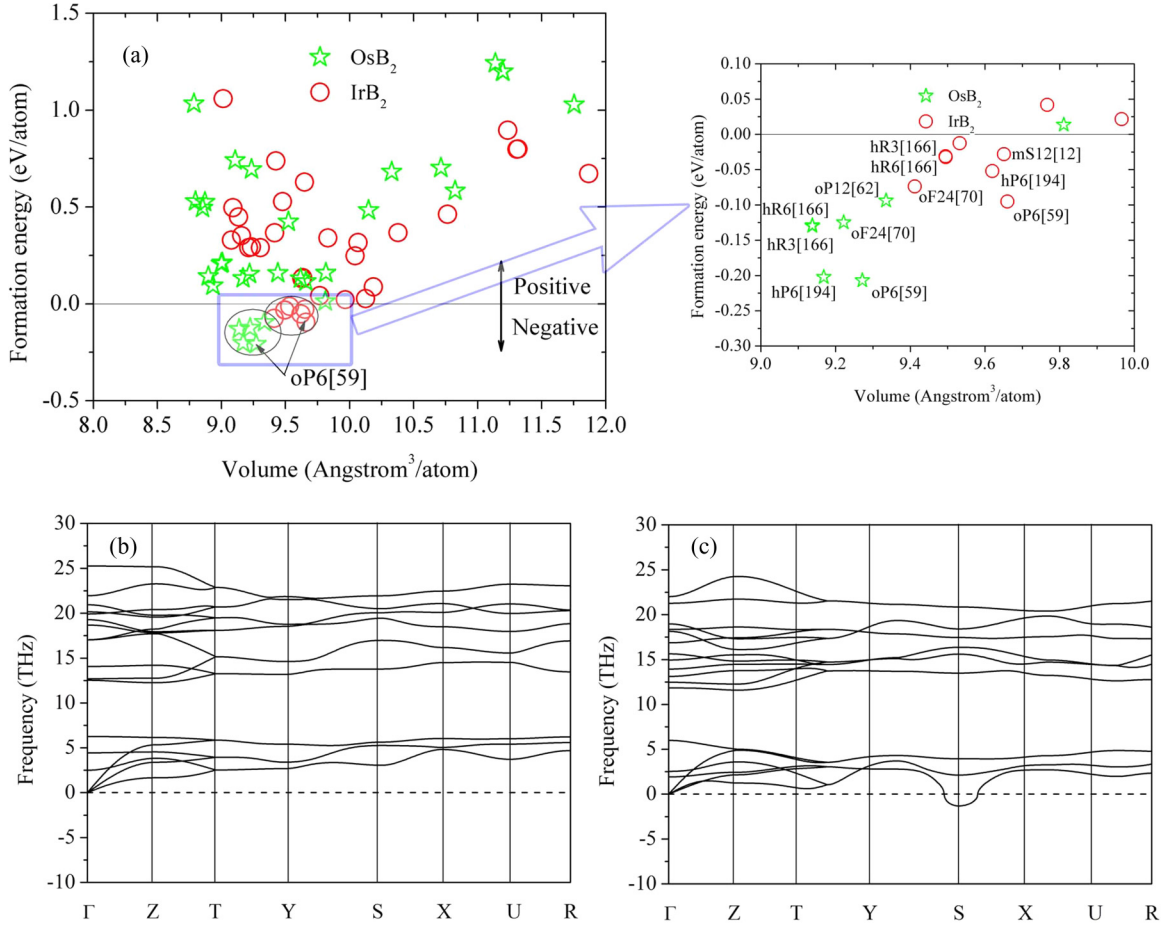 (a)
OsB2
IrB2
1.5
1.0
0.5
0.0
-0.5
Formation energy (eV/atom)
Positive
Negative
oP6[59]
8.0 8.5 9.0 9.5 10.0 10.5 11.0 11.5 12.0
Volume (Angstrom³/atom)
0.10
0.05
0.00
-0.05
-0.10
-0.15
-0.20
-0.25
-0.30
Formation energy (eV/atom)
OsB2
IrB2
hR3[166]
mS12[12]
hR6[166]
hP6[194]
oP12[62]
oF24[70]
hR6[166]
oP6[59]
hR3[166]
oF24[70]
hP6[194]
oP6[59]
9.0 9.2 9.4 9.6 9.8 10.0
Volume (Angstrom³/atom)
(b)
30
25
20
15
10
5
0
-5
-10
Frequency (THz)
Γ Z T Y S X U R
(c)
30
25
20
15
10
5
0
-5
-10
Frequency (THz)
Γ Z T Y S X U R